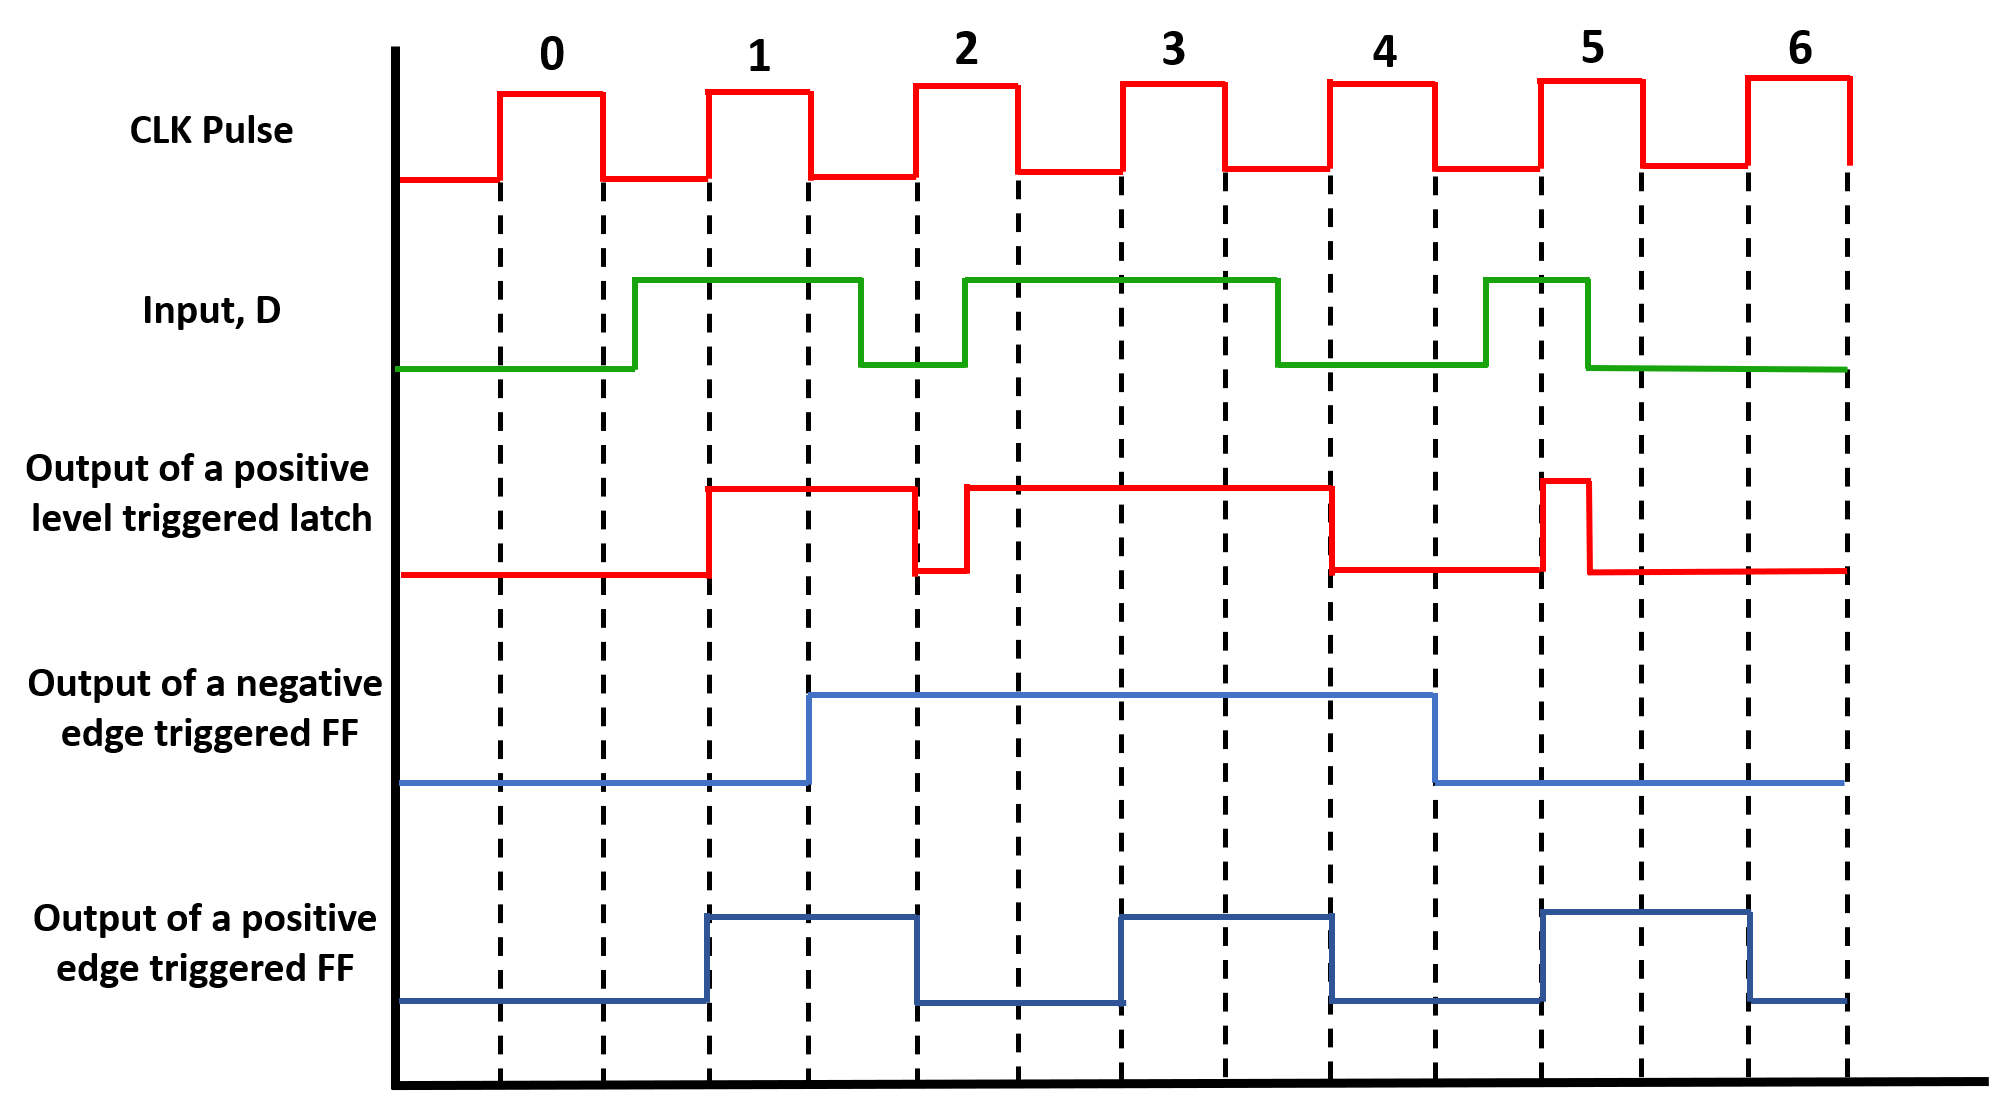 0 1 2 3 4 5 6
CLK Pulse
Input, D
Output of a positive
level triggered latch
Output of a negative
edge triggered FF
Output of a positive
edge triggered FF